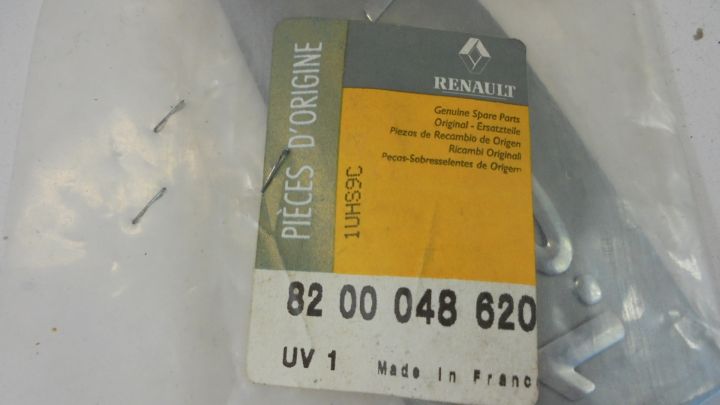 PIÈCES D'ORIGINE
RENAULT
Genuine Spare Parts
Original - Ersatzteile
Piezas de Recambio de Origen
Ricambi Originali
Peças-Sobresselentes de Origem
1UHS9C
82 00 048 620
UV 1 Made in Franc